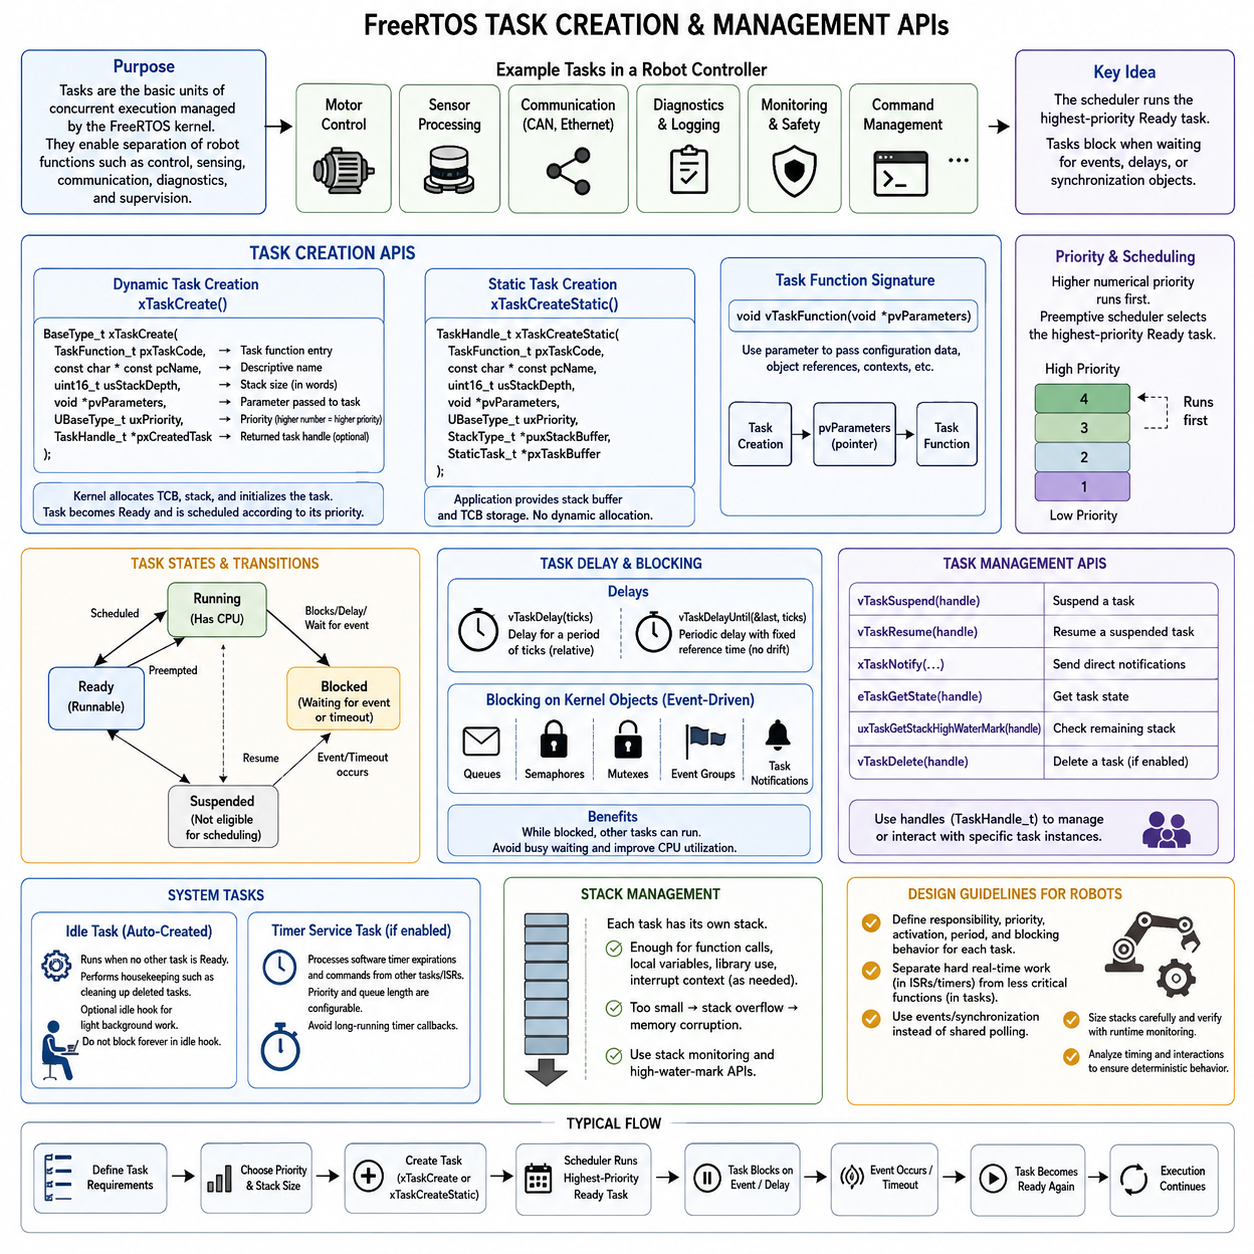 FreeRTOS TASK CREATION & MANAGEMENT APIs
Purpose
Tasks are the basic units of
concurrent execution managed
by the FreeRTOS kernel.
They enable separation of robot
functions such as control, sensing,
communication, diagnostics,
and supervision.
Example Tasks in a Robot Controller
Motor
Control
Sensor
Processing
Communication
(CAN, Ethernet)
Diagnostics
& Logging
Monitoring
& Safety
Command
Management
...
Key Idea
The scheduler runs the
highest-priority Ready task.
Tasks block when waiting
for events, delays, or
synchronization objects.
TASK CREATION APIS
Dynamic Task Creation
xTaskCreate()
BaseType_t xTaskCreate(
TaskFunction_t pxTaskCode, → Task function entry
const char * const pcName, → Descriptive name
uint16_t usStackDepth, → Stack size (in words)
void *pvParameters, → Parameter passed to task
UBaseType_t uxPriority, → Priority (higher number = higher priority)
TaskHandle_t *pxCreatedTask → Returned task handle (optional)
);
Kernel allocates TCB, stack, and initializes the task.
Task becomes Ready and is scheduled according to its priority.
Static Task Creation
xTaskCreateStatic()
TaskHandle_t xTaskCreateStatic(
TaskFunction_t pxTaskCode,
const char * const pcName,
uint16_t usStackDepth,
void *pvParameters,
UBaseType_t uxPriority,
StackType_t *puxStackBuffer,
StaticTask_t *pxTaskBuffer
);
Application provides stack buffer
and TCB storage. No dynamic allocation.
Task Function Signature
void vTaskFunction(void *pvParameters)
Use parameter to pass configuration data,
object references, contexts, etc.
Task
Creation
pvParameters
(pointer)
Task
Function
Priority & Scheduling
Higher numerical priority
runs first.
Preemptive scheduler selects
the highest-priority Ready task.
High Priority
4
3
2
1
Runs
first
Low Priority
TASK STATES & TRANSITIONS
Running
(Has CPU)
Scheduled
Blocks/Delay/
Wait for event
Preempted
Ready
(Runnable)
Blocked
(Waiting for event
or timeout)
Resume
Event/Timeout
occurs
Suspended
(Not eligible
for scheduling)
TASK DELAY & BLOCKING
Delays
vTaskDelay(ticks)
Delay for a period
of ticks (relative)
vTaskDelayUntil(&last, ticks)
Periodic delay with fixed
reference time (no drift)
Blocking on Kernel Objects (Event-Driven)
Queues
Semaphores
Mutexes
Event Groups
Task
Notifications
Benefits
While blocked, other tasks can run.
Avoid busy waiting and improve CPU utilization.
TASK MANAGEMENT APIS
vTaskSuspend(handle) Suspend a task
vTaskResume(handle) Resume a suspended task
xTaskNotify(...) Send direct notifications
eTaskGetState(handle) Get task state
uxTaskGetStackHighWaterMark(handle) Check remaining stack
vTaskDelete(handle) Delete a task (if enabled)
Use handles (TaskHandle_t) to manage
or interact with specific task instances.
SYSTEM TASKS
Idle Task (Auto-Created)
Runs when no other task is Ready.
Performs housekeeping such as
cleaning up deleted tasks.
Optional idle hook for
light background work.
Do not block forever in idle hook.
Timer Service Task (if enabled)
Processes software timer expirations
and commands from other tasks/ISRs.
Priority and queue length are
configurable.
Avoid long-running timer callbacks.
STACK MANAGEMENT
Each task has its own stack.
Enough for function calls,
local variables, library use,
interrupt context (as needed).
Too small → stack overflow →
memory corruption.
Use stack monitoring and
high-water-mark APIs.
DESIGN GUIDELINES FOR ROBOTS
Define responsibility, priority,
activation, period, and blocking
behavior for each task.
Separate hard real-time work
(in ISRs/timers) from less critical
functions (in tasks).
Use events/synchronization
instead of shared polling.
Size stacks carefully and verify
with runtime monitoring.
Analyze timing and interactions
to ensure deterministic behavior.
TYPICAL FLOW
Define Task
Requirements
Choose Priority
& Stack Size
Create Task
(xTaskCreate or
xTaskCreateStatic)
Scheduler Runs
Highest-Priority
Ready Task
Task Blocks on
Event / Delay
Event Occurs /
Timeout
Task Becomes
Ready Again
Execution
Continues